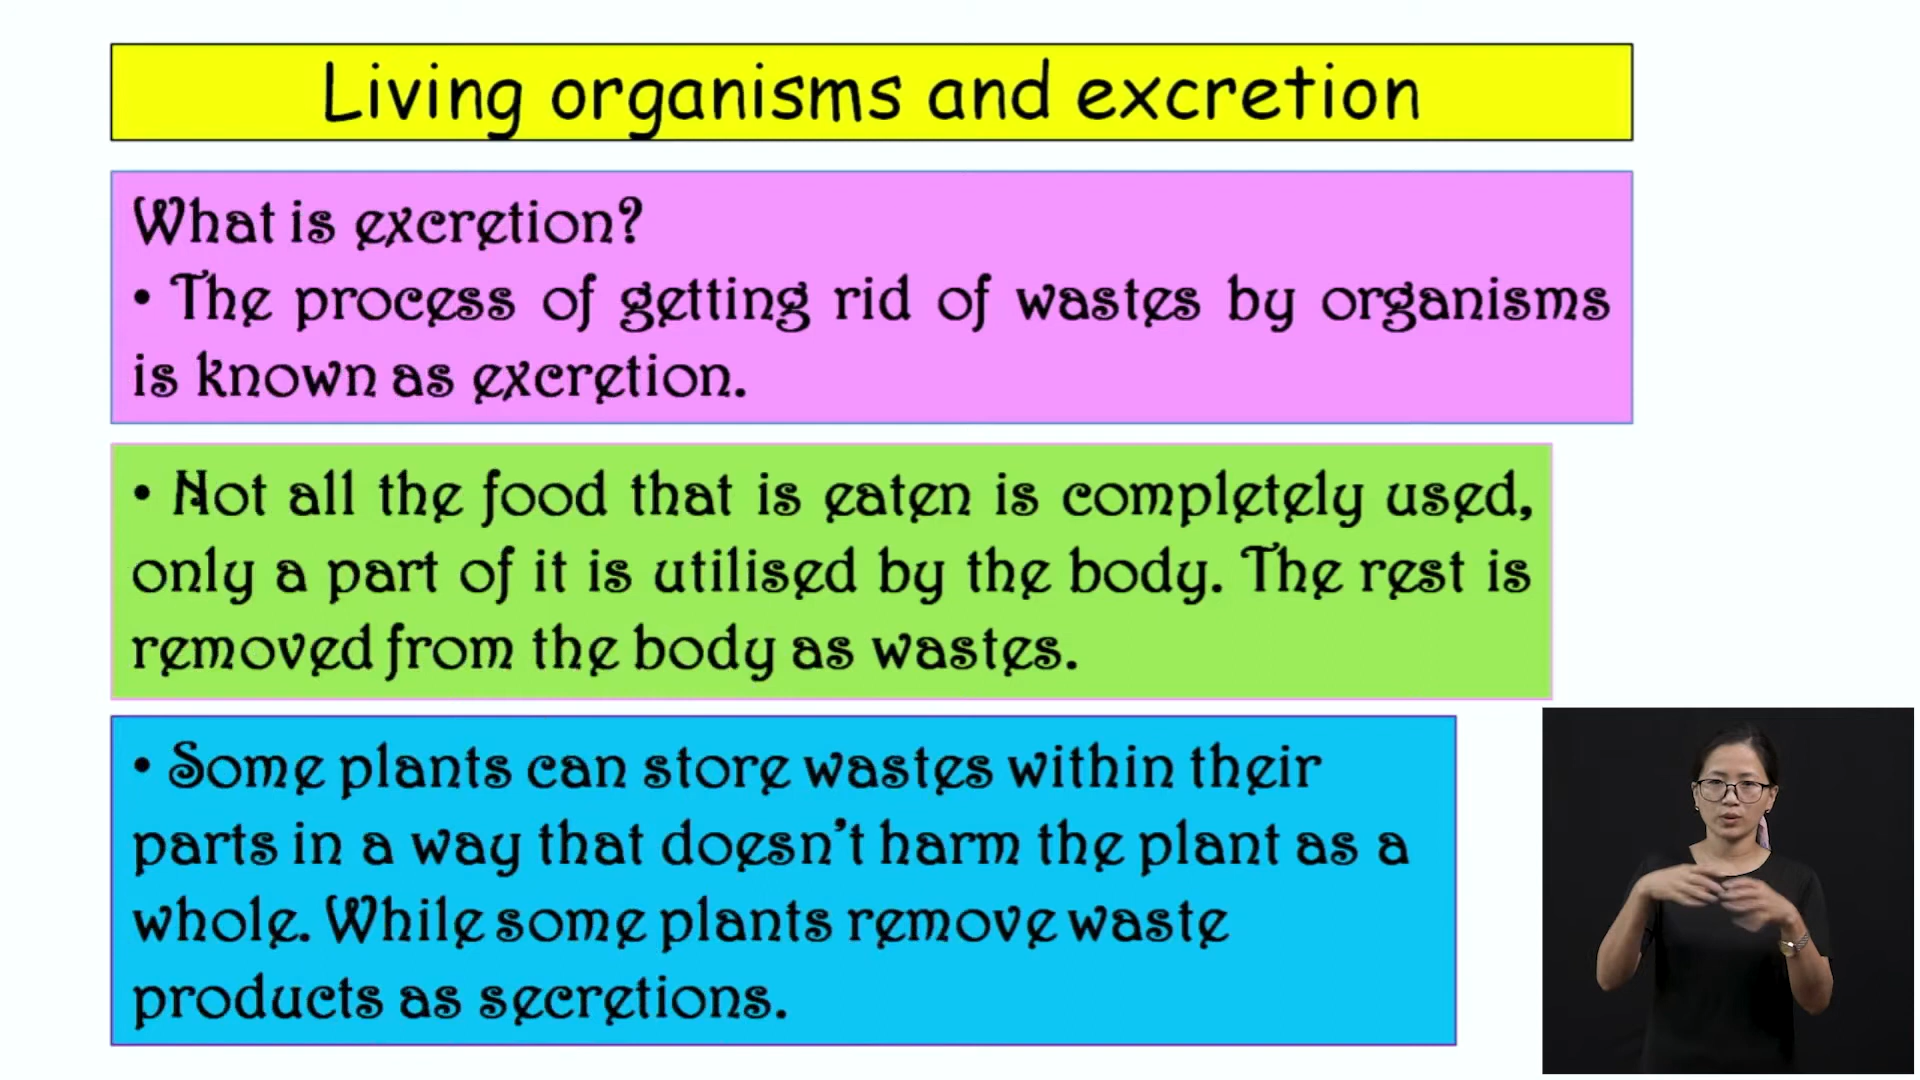 Living organisms and excretion
What is excretion?
• The process of getting rid of wastes by organisms
is known as excretion.
• Not all the food that is eaten is completely used,
only a part of it is utilised by the body. The rest is
removed from the body as wastes.
• Some plants can store wastes within their
parts in a way that doesn't harm the plant as a
whole. While some plants remove waste
products as secretions.